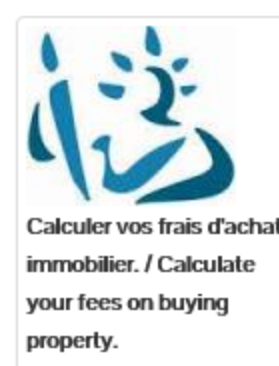 Calculer vos frais d'achat
immobilier. / Calculate
your fees on buying
property.